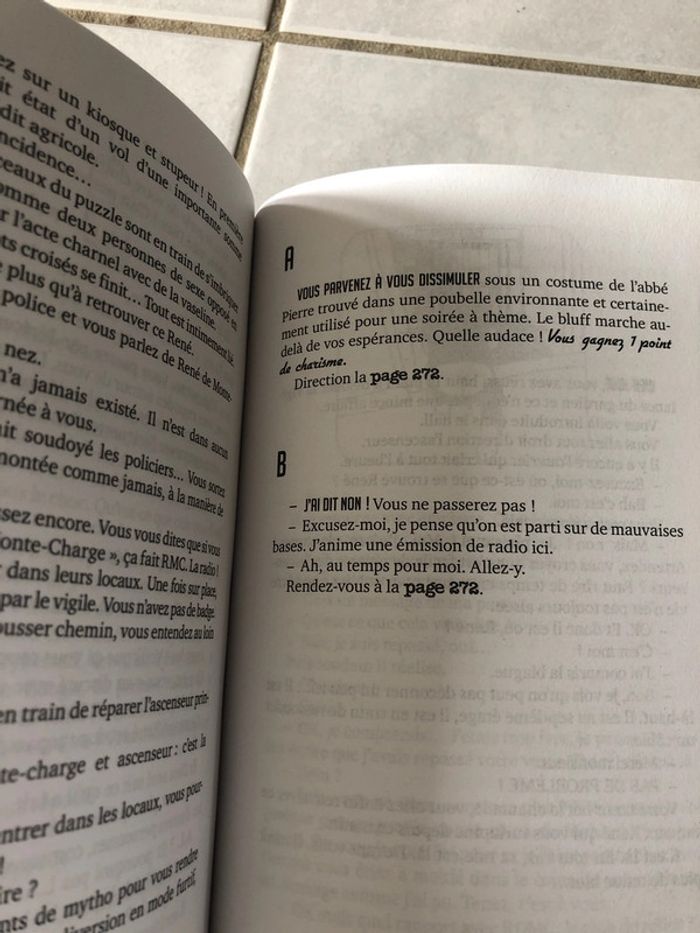 ez sur un kiosque et stupeur ! En première
it état d'un vol d'une importante somme
dit agricole.
incidence...
ceaux du puzzle sont en train de s'imbriquer
omme deux personnes de sexe opposé en
r l'acte charnel avec de la vaseline.
ts croisés se finit... Tout est intimement lié.
e plus qu'à retrouver ce René.
police et vous parlez de René de Monte-
nez.
n'a jamais existé. Il n'est dans aucun
rnée à vous.
ait soudoyé les policiers... Vous sortez
montée comme jamais, à la manière de
ssez encore. Vous vous dites que si vous
onte-Charge », ça fait RMC. La radio !
r dans leurs locaux. Une fois sur place,
par le vigile. Vous n'avez pas de badge.
ousser chemin, vous entendez au loin
en train de réparer l'ascenseur prin-
te-charge et ascenseur : c'est la
ntrer dans les locaux, vous pour-
!
ire ?
nts de mytho pour vous rendre
diversion en mode furtif,
A
VOUS PARVENEZ À VOUS DISSIMULER sous un costume de l'abbé
Pierre trouvé dans une poubelle environnante et certaine-
ment utilisé pour une soirée à thème. Le bluff marche au-
delà de vos espérances. Quelle audace ! Vous gagnez 1 point
de charisme.
Direction la page 272.
B
– J'AI DIT NON ! Vous ne passerez pas !
– Excusez-moi, je pense qu'on est parti sur de mauvaises
bases. J'anime une émission de radio ici.
– Ah, au temps pour moi. Allez-y.
Rendez-vous à la page 272.